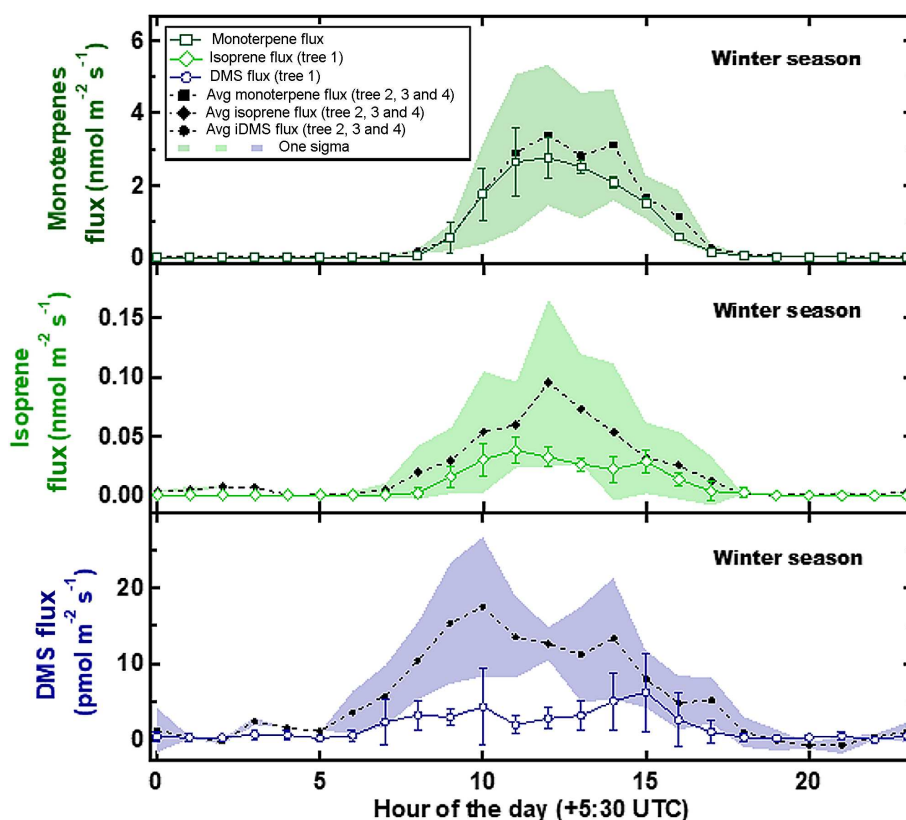 Monoterpene flux
Isoprene flux (tree 1)
DMS flux (tree 1)
Avg monoterpene flux (tree 2, 3 and 4)
Avg isoprene flux (tree 2, 3 and 4)
Avg iDMS flux (tree 2, 3 and 4)
One sigma
Winter season
Monoterpenes
flux (nmol m⁻² s⁻¹)
6
4
2
0
Winter season
Isoprene
flux (nmol m⁻² s⁻¹)
0.15
0.10
0.05
0.00
Winter season
DMS flux
(pmol m⁻² s⁻¹)
20
10
0
0 5 10 15 20
Hour of the day (+5:30 UTC)